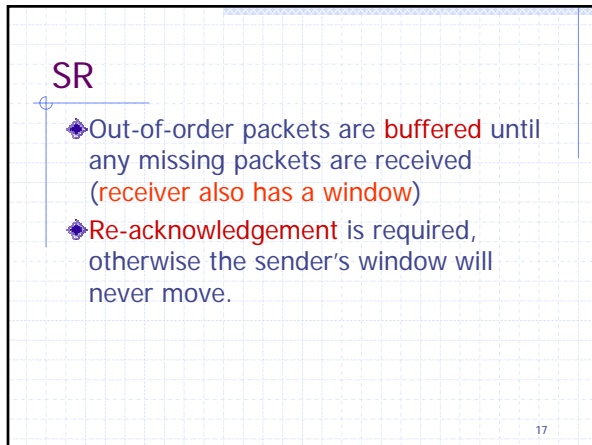 SR
Out-of-order packets are buffered until
any missing packets are received
(receiver also has a window)
Re-acknowledgement is required,
otherwise the sender's window will
never move.
17